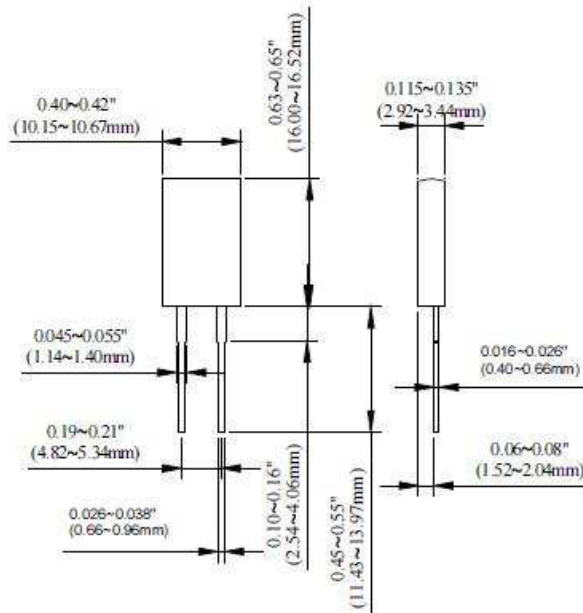 0.40~0.42"
(10.15~10.67mm)
0.63~0.65"
(16.00~16.52mm)
0.115~0.135"
(2.92~3.44mm)
0.045~0.055"
(1.14~1.40mm)
0.016~0.026"
(0.40~0.66mm)
0.19~0.21"
(4.82~5.34mm)
0.10~0.16"
(2.54~4.06mm)
0.45~0.55"
(11.43~13.97mm)
0.06~0.08"
(1.52~2.04mm)
0.026~0.038"
(0.66~0.96mm)